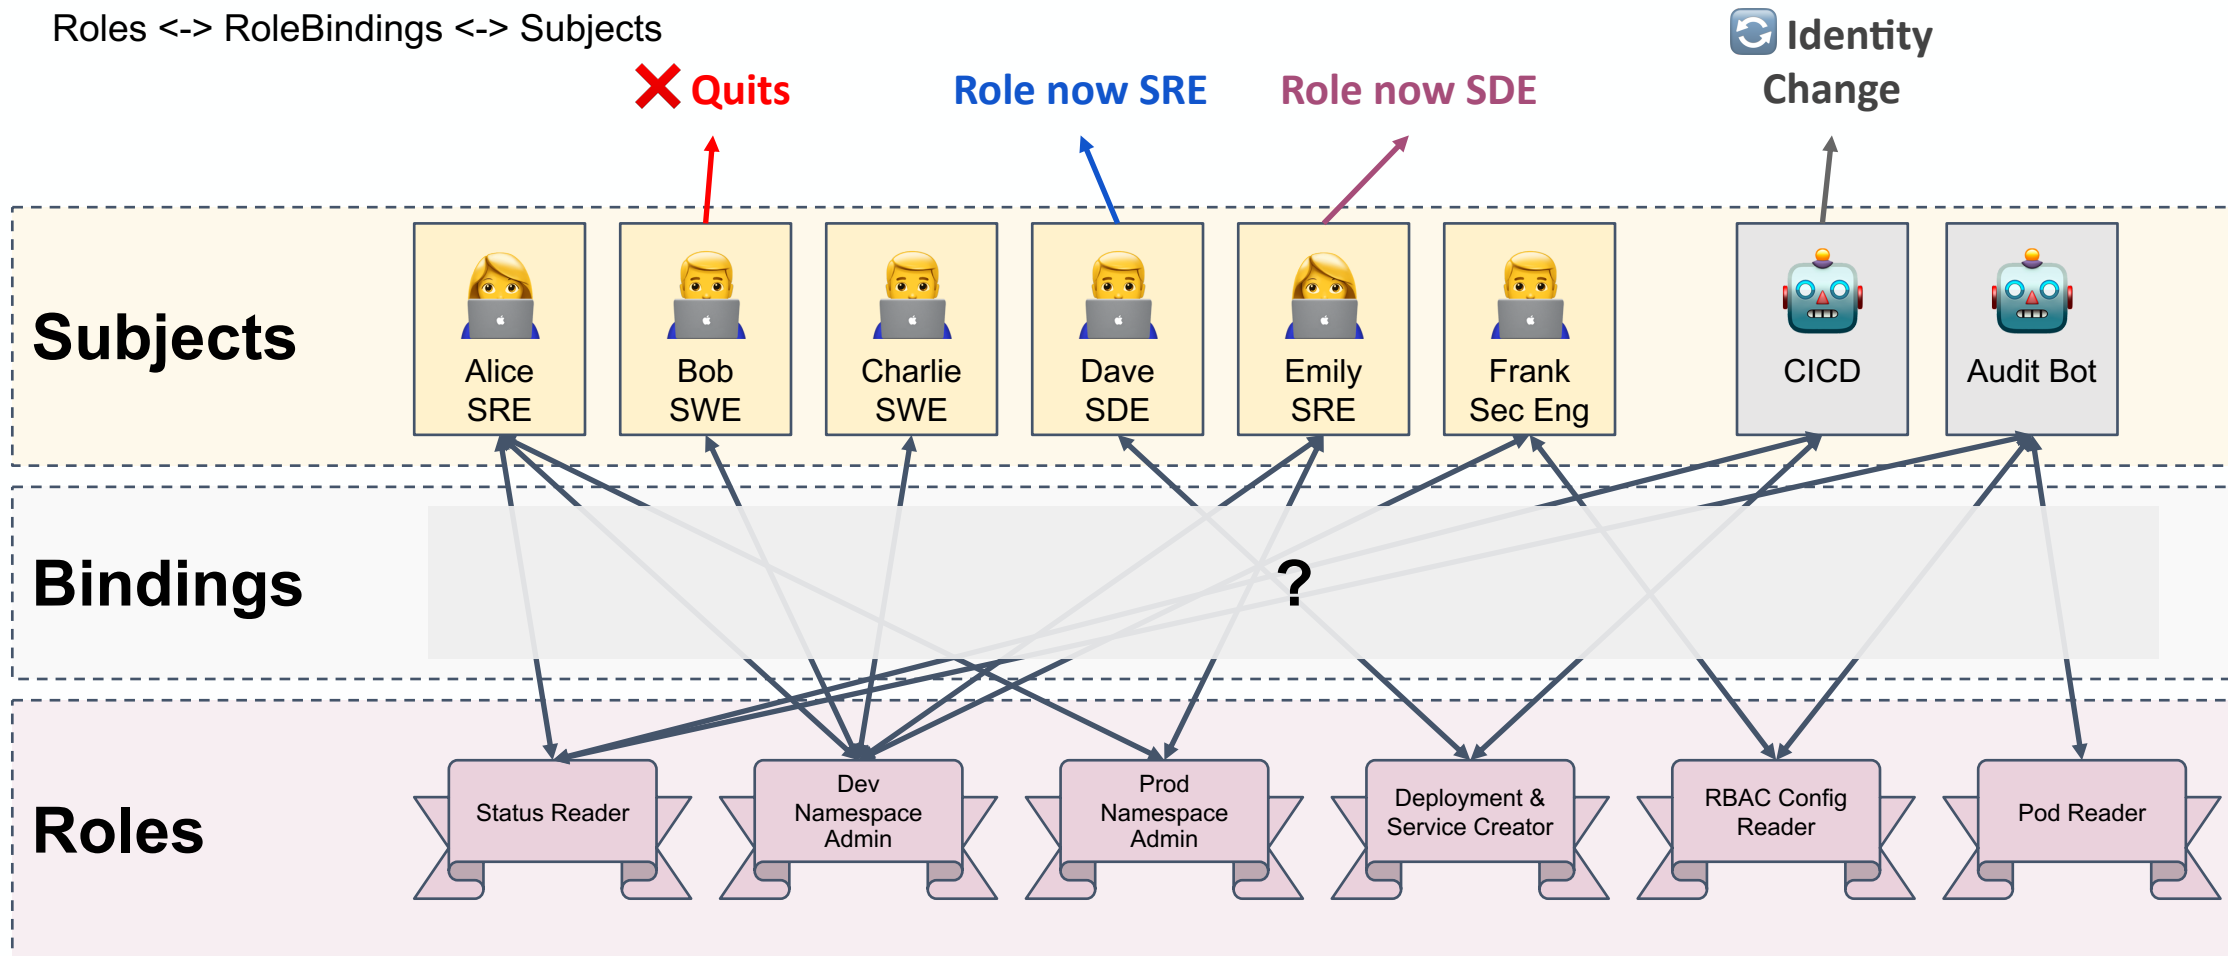 Roles <-> RoleBindings <-> Subjects
Identity
Change
Quits
Role now SRE
Role now SDE
Subjects
Alice
SRE
Bob
SWE
Charlie
SWE
Dave
SDE
Emily
SRE
Frank
Sec Eng
CICD
Audit Bot
Bindings
?
Roles
Status Reader
Dev
Namespace
Admin
Prod
Namespace
Admin
Deployment &
Service Creator
RBAC Config
Reader
Pod Reader